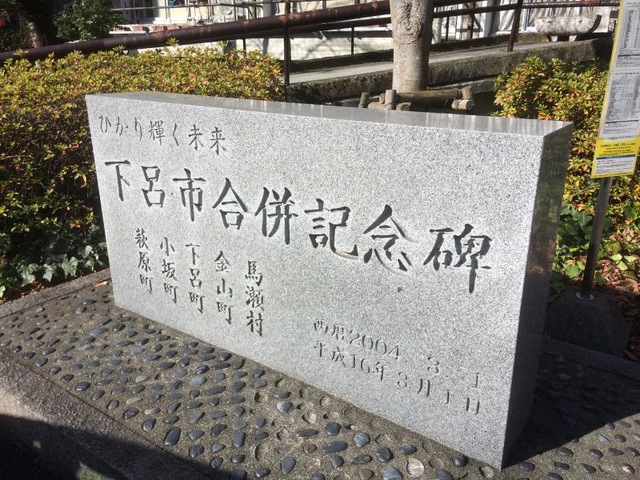 ひかり輝く未来
下呂市合併記念碑
萩原町
小坂町
下呂町
金山町
馬瀬村
西暦2004.3.1
平成16年3月1日